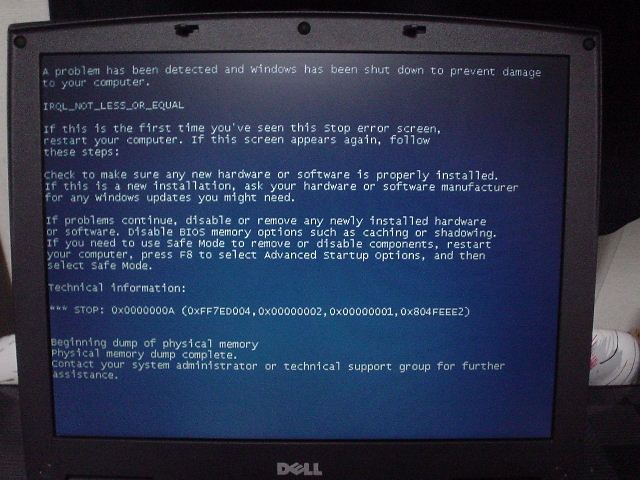 A problem has been detected and Windows has been shut down to prevent damage
to your computer.
IRQL_NOT_LESS_OR_EQUAL
If this is the first time you've seen this Stop error screen,
restart your computer. If this screen appears again, follow
these steps:
Check to make sure any new hardware or software is properly installed.
If this is a new installation, ask your hardware or software manufacturer
for any Windows updates you might need.
If problems continue, disable or remove any newly installed hardware
or software. Disable BIOS memory options such as caching or shadowing.
If you need to use Safe Mode to remove or disable components, restart
your computer, press F8 to select Advanced Startup Options, and then
select Safe Mode.
Technical information:
*** STOP: 0x0000000A (0xFF7ED004,0x00000002,0x00000001,0x804FEEE2)
Beginning dump of physical memory
Physical memory dump complete.
Contact your system administrator or technical support group for further
assistance.
DELL